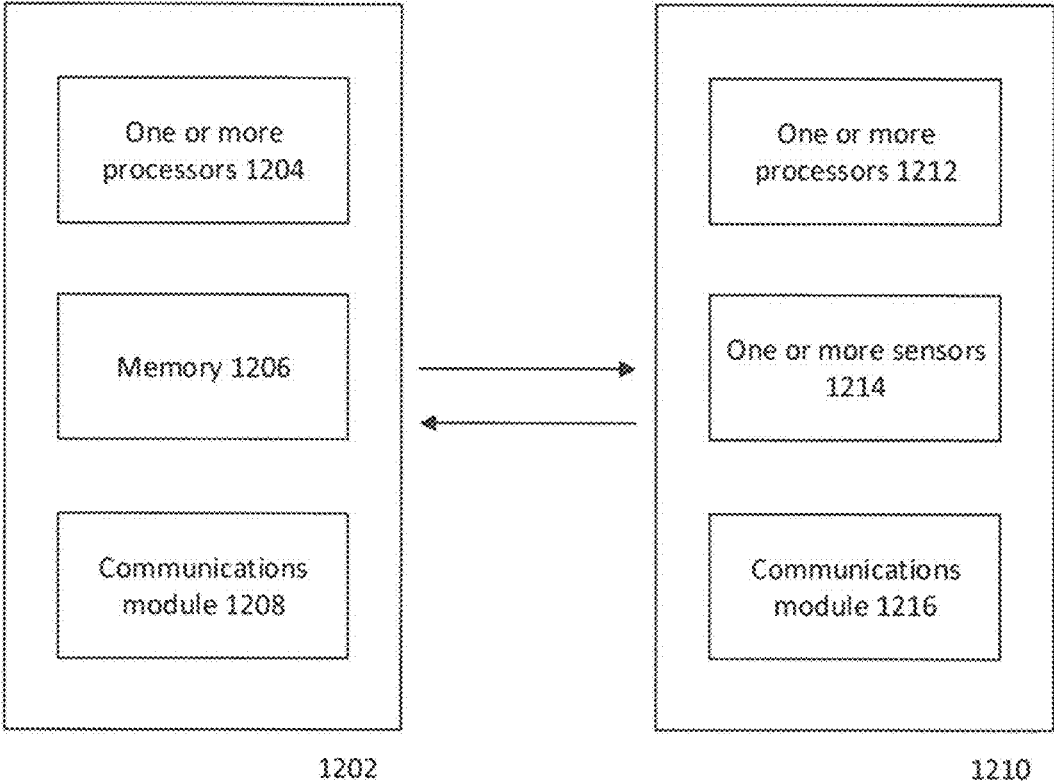 One or more
processors 1204
Memory 1206
Communications
module 1208
1202
One or more
processors 1212
One or more sensors
1214
Communications
module 1216
1210